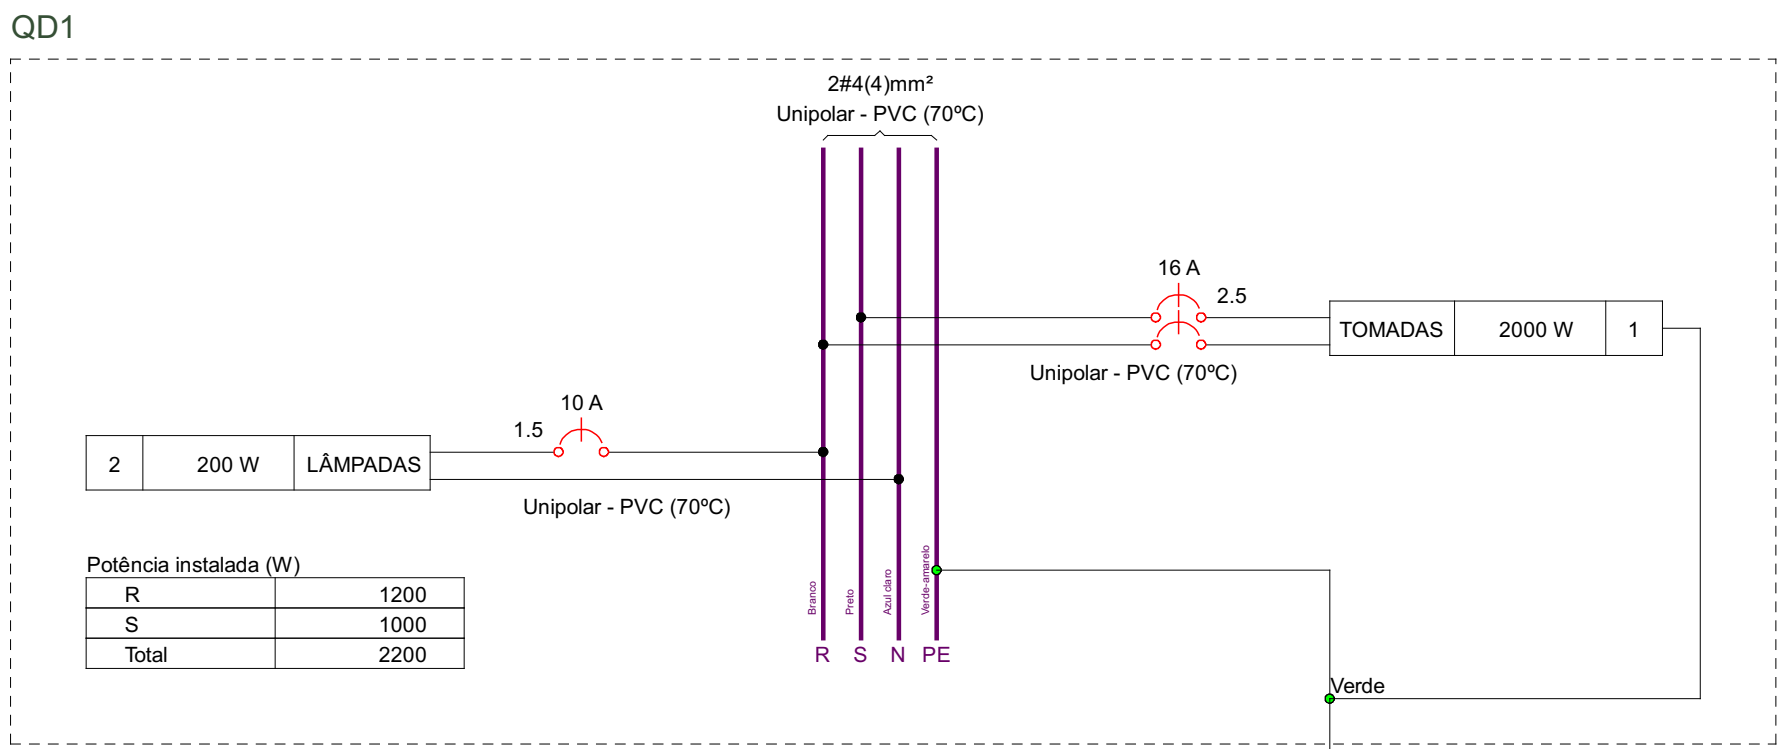 QD1
2#4(4)mm²
Unipolar - PVC (70ºC)
16 A
2.5
TOMADAS 2000 W 1
Unipolar - PVC (70ºC)
10 A
1.5
2 200 W LÂMPADAS
Unipolar - PVC (70ºC)
Potência instalada (W)
R 1200
S 1000
Total 2200
Branco
Preto
Azul claro
Verde-amarelo
R S N PE
Verde